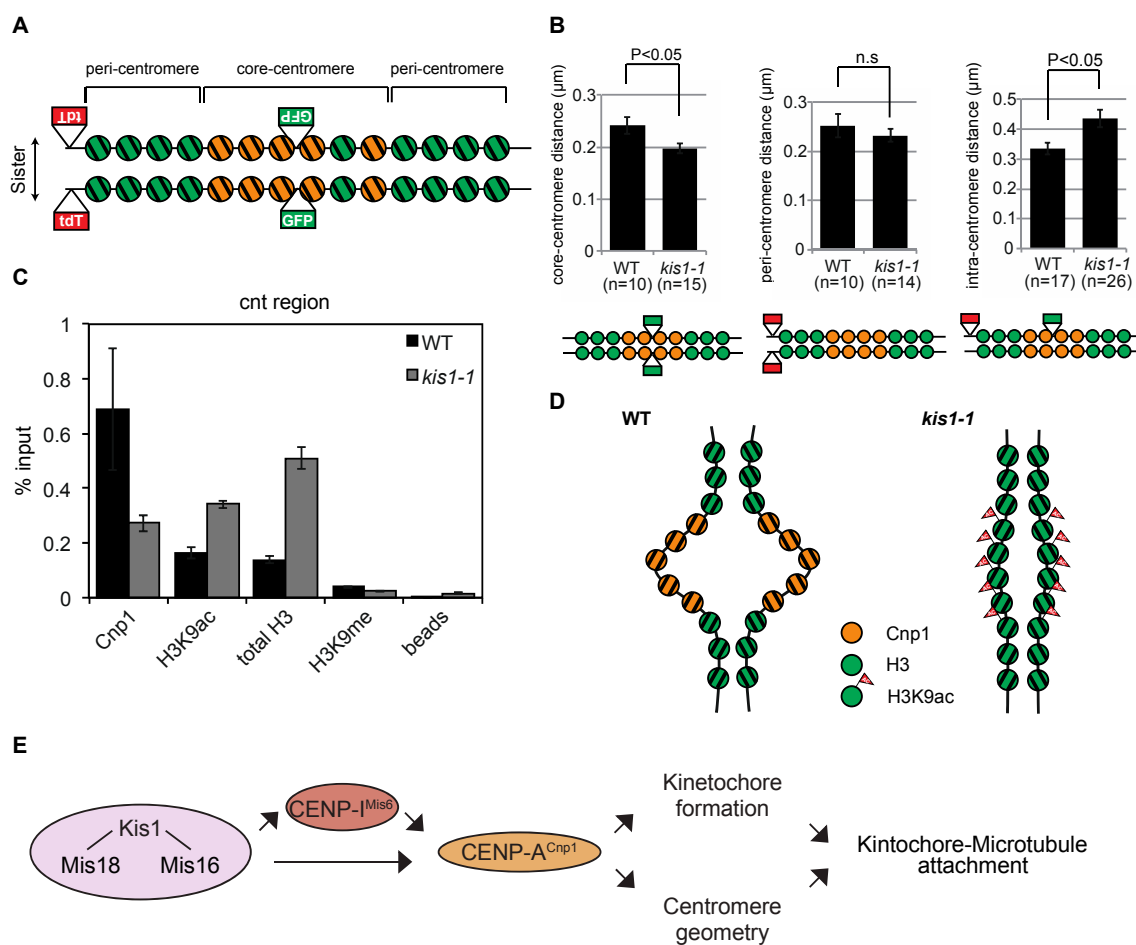 A
peri-centromere
core-centromere
peri-centromere
tdT
GFP
Sister
tdT
GFP
B
P<0.05
core-centromere distance (µm)
0.3
0.2
0.1
0
WT
kis1-1
(n=10)
(n=15)
n.s
peri-centromere distance (µm)
0.3
0.2
0.1
0
WT
kis1-1
(n=10)
(n=14)
P<0.05
intra-centromere distance (µm)
0.5
0.4
0.3
0.2
0.1
0
WT
kis1-1
(n=17)
(n=26)
C
cnt region
% input
1
0.8
0.6
0.4
0.2
0
WT
kis1-1
Cnp1
H3K9ac
total H3
H3K9me
beads
D
WT
kis1-1
Cnp1
H3
H3K9ac
E
Kis1
Mis18
Mis16
CENP-I^Mis6
CENP-A^Cnp1
Kinetochore
formation
Centromere
geometry
Kintochore-Microtubule
attachment